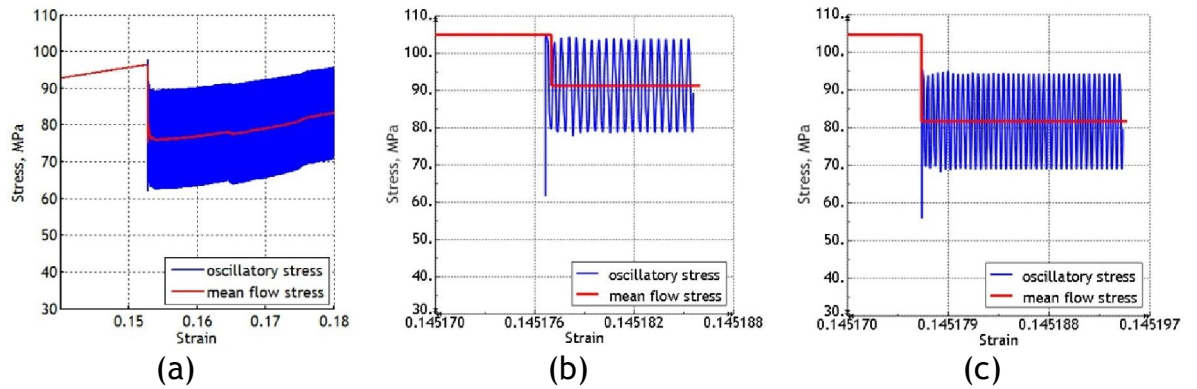 (a)
110
100
90
80
70
60
50
40
30
Stress, MPa
oscillatory stress
mean flow stress
0.15
0.16
0.17
0.18
Strain
(a)
(b)
110
100
90.
80.
70.
60.
50.
40.
30.
Stress, MPa
oscillatory stress
mean flow stress
0.145170
0.145176
0.145182
0.145188
Strain
(b)
(c)
110.
100.
90.
80.
70.
60.
50.
40.
30.
Stress, MPa
oscillatory stress
mean flow stress
0.145170
0.145179
0.145188
0.145197
Strain
(c)